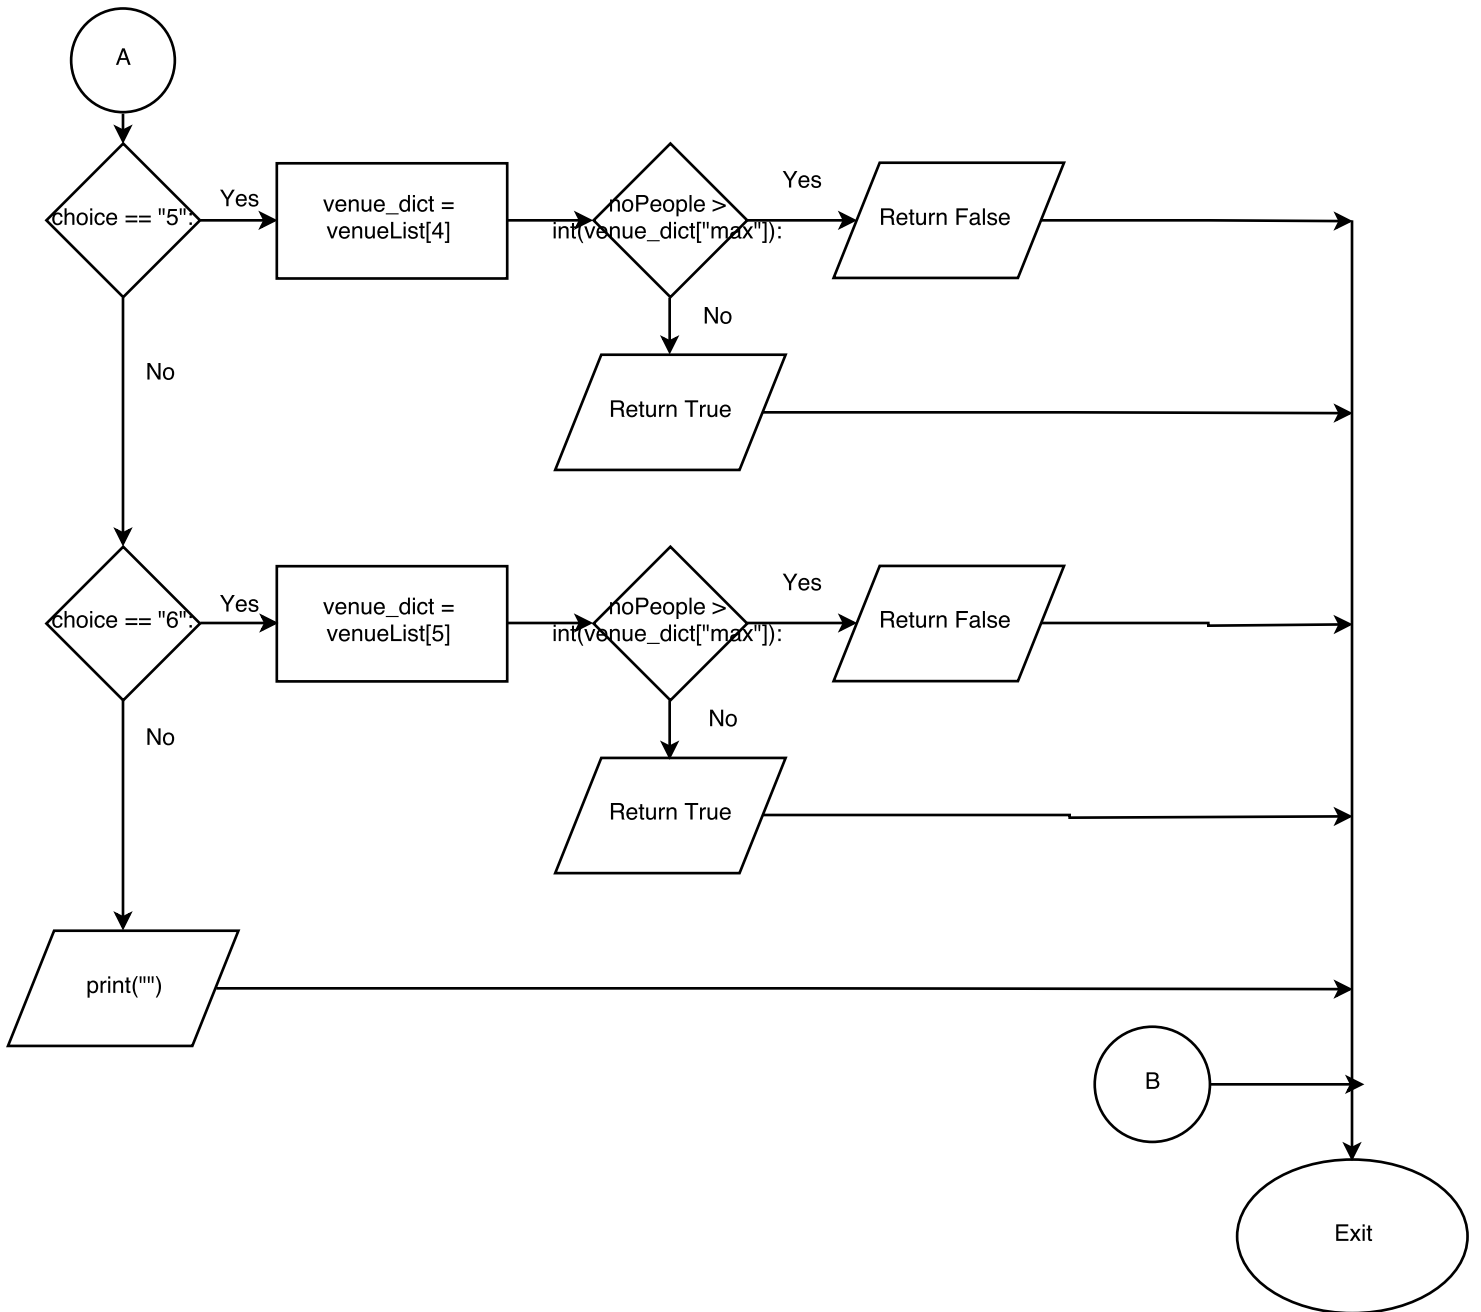 A
choice == "5":
Yes
venue_dict =
venueList[4]
noPeople >
int(venue_dict["max"]):
Yes
Return False
No
No
Return True
choice == "6":
Yes
venue_dict =
venueList[5]
noPeople >
int(venue_dict["max"]):
Yes
Return False
No
No
Return True
print("")
B
Exit